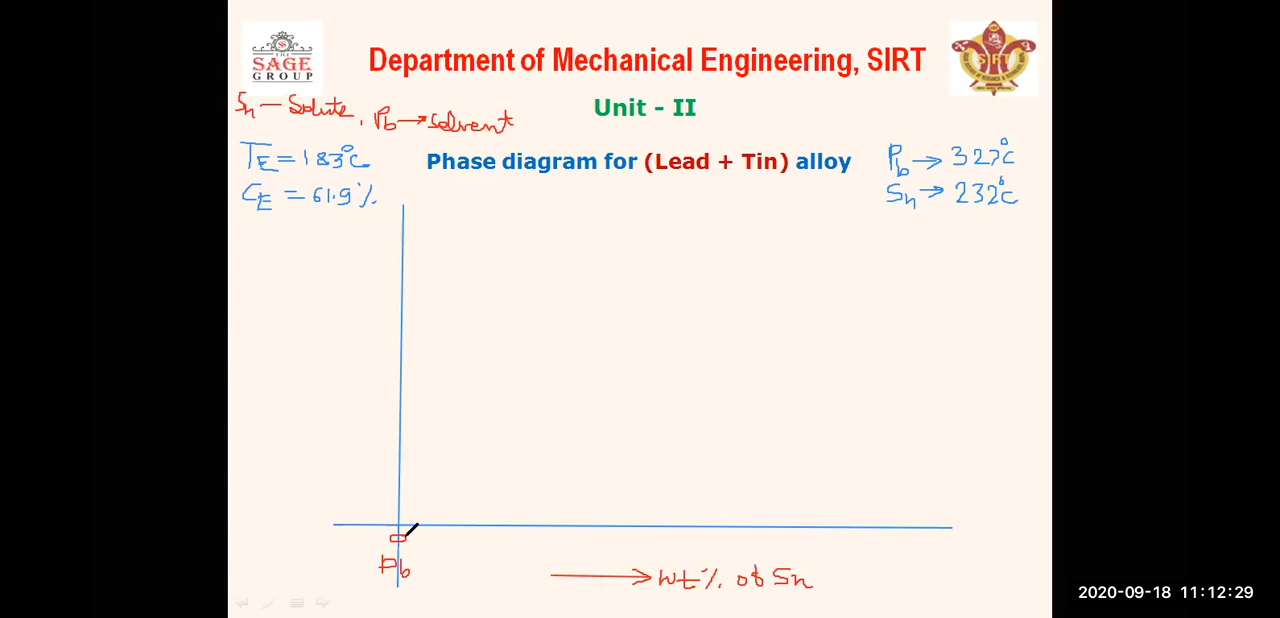 THE
SAGE
GROUP
Department of Mechanical Engineering, SIRT
SIRT
Sn — Solute, Pb → Solvent
Unit - II
TE = 183°C
Phase diagram for (Lead + Tin) alloy
Pb → 327°C
CE = 61.9%
Sn → 232°C
0
Pb
→ wt% of Sn
2020-09-18 11:12:29